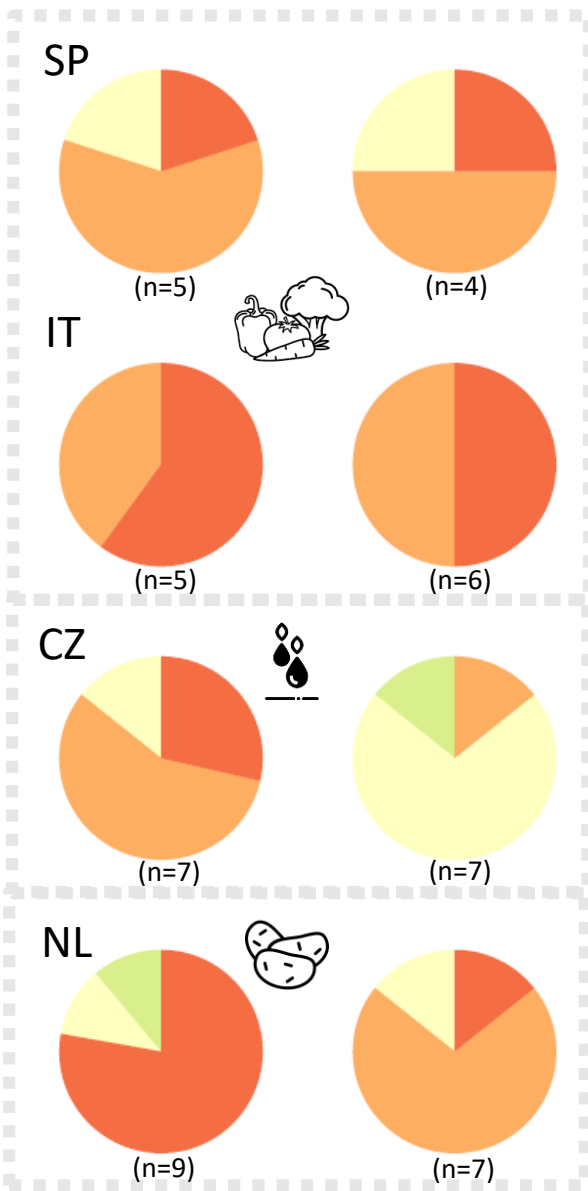 SP
(n=5)
(n=4)
IT
(n=5)
(n=6)
CZ
(n=7)
(n=7)
NL
(n=9)
(n=7)